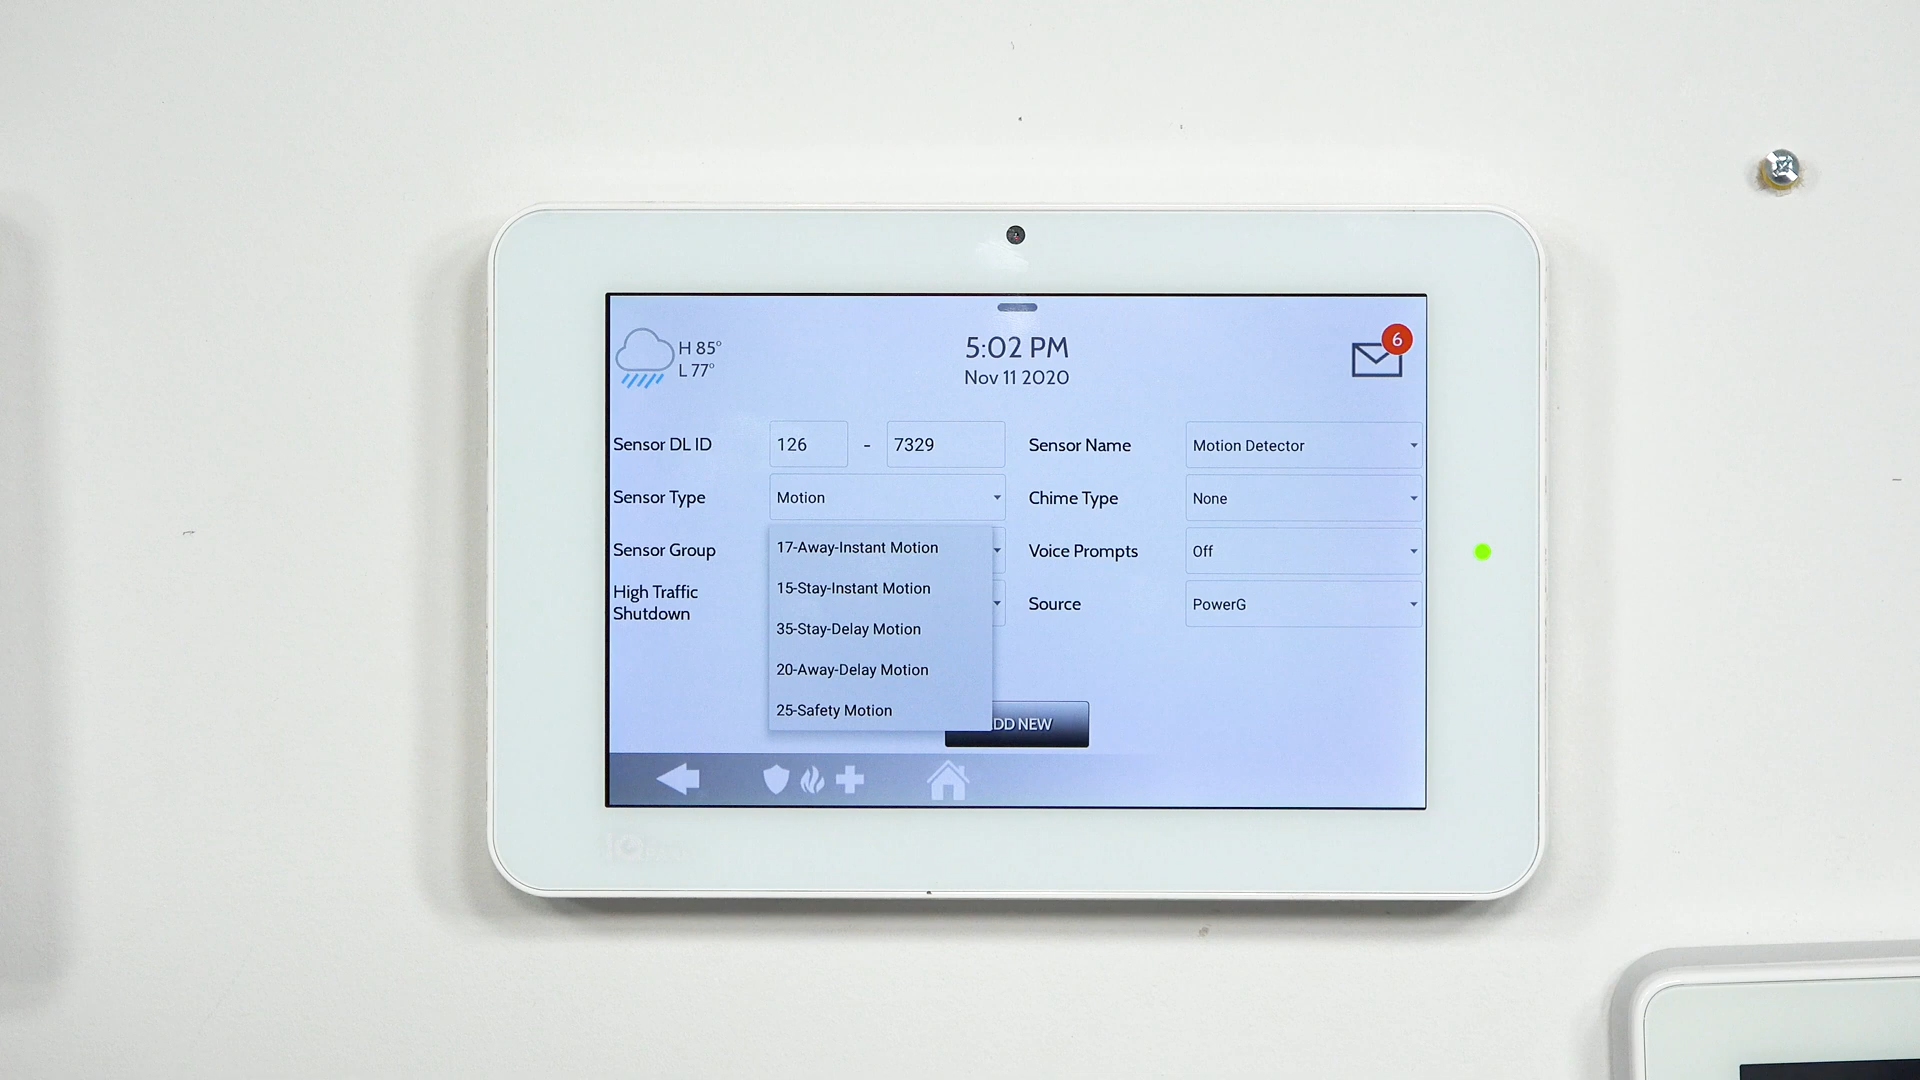 H 85°
L 77°
5:02 PM
Nov 11 2020
6
Sensor DL ID
126 - 7329
Sensor Name
Motion Detector
Sensor Type
Motion
Chime Type
None
Sensor Group
17-Away-Instant Motion
15-Stay-Instant Motion
35-Stay-Delay Motion
20-Away-Delay Motion
25-Safety Motion
Voice Prompts
Off
High Traffic
Shutdown
Source
PowerG
DD NEW